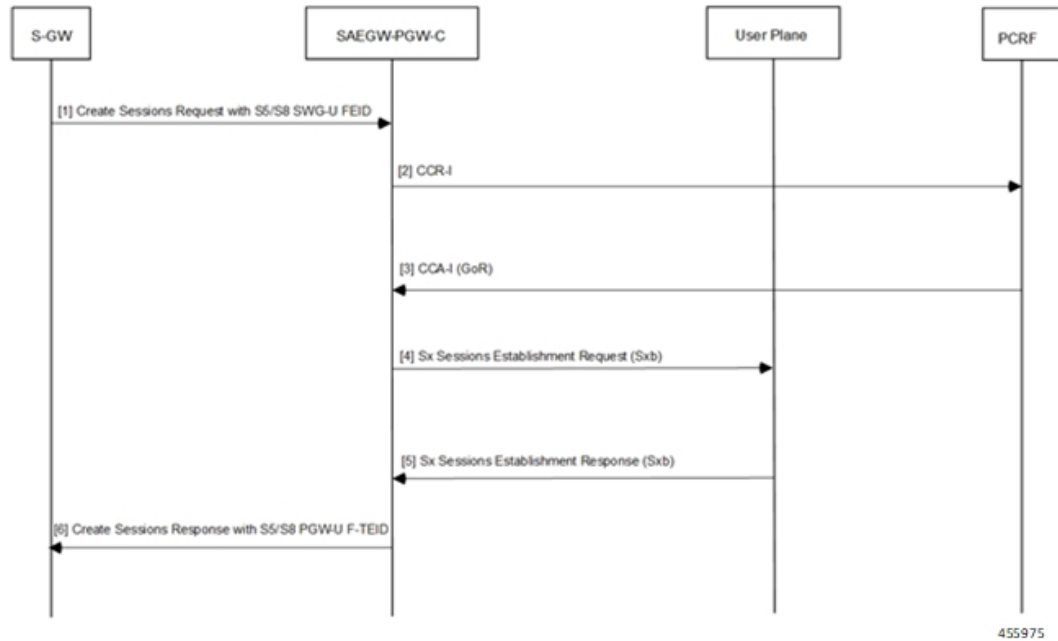 S-GW
SAEGW-PGW-C
User Plane
PCRF
[1] Create Sessions Request with S5/S8 SWG-U FEID
[2] CCR-I
[3] CCA-I (GoR)
[4] Sx Sessions Establishment Request (Sxb)
[5] Sx Sessions Establishment Response (Sxb)
[6] Create Sessions Response with S5/S8 PGW-U F-TEID
455975